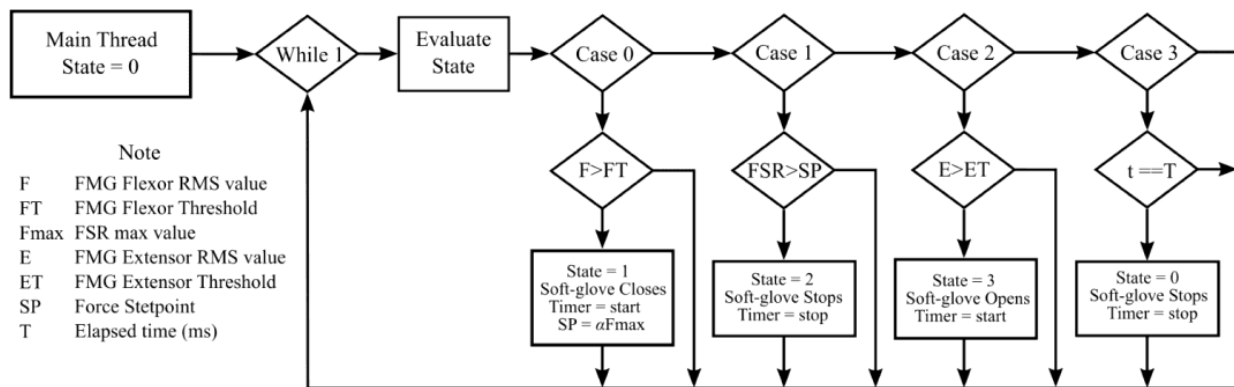 Main Thread
State = 0
While 1
Evaluate
State
Case 0
Case 1
Case 2
Case 3
F>FT
FSR>SP
E>ET
t ==T
State = 1
Soft-glove Closes
Timer = start
SP = αFmax
State = 2
Soft-glove Stops
Timer = stop
State = 3
Soft-glove Opens
Timer = start
State = 0
Soft-glove Stops
Timer = stop
Note
F FMG Flexor RMS value
FT FMG Flexor Threshold
Fmax FSR max value
E FMG Extensor RMS value
ET FMG Extensor Threshold
SP Force Stetpoint
T Elapsed time (ms)